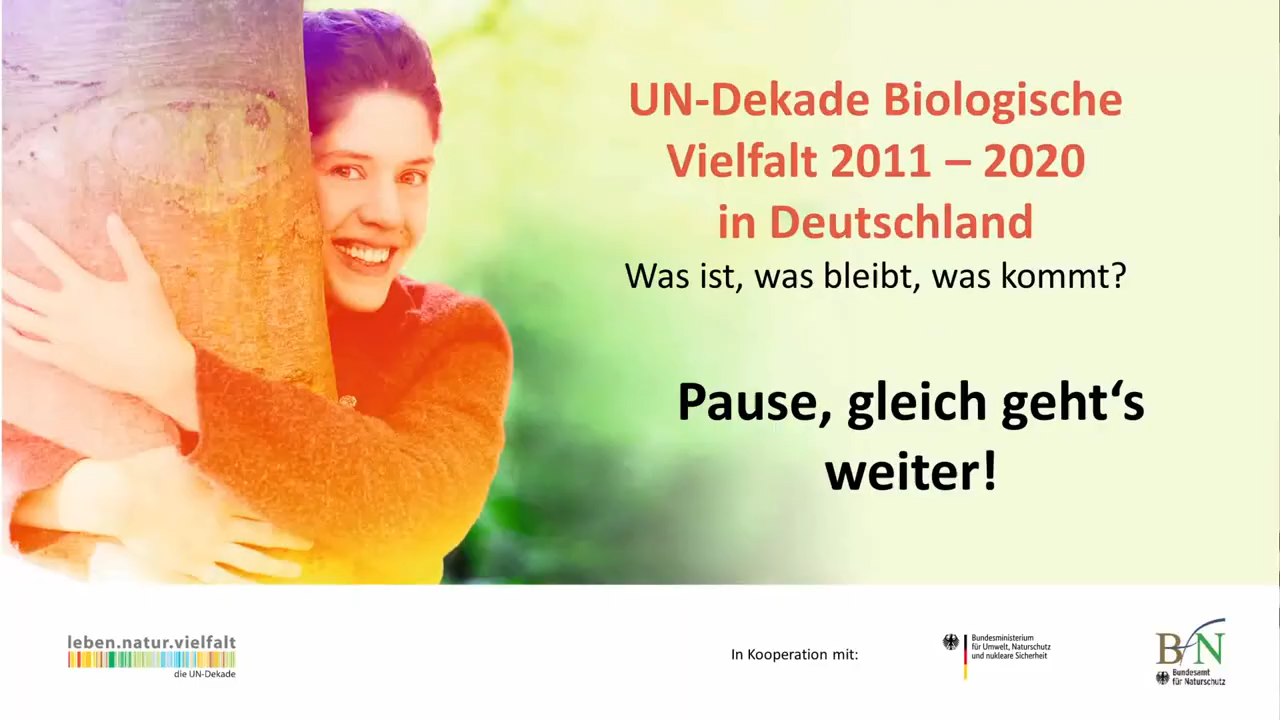 UN-Dekade Biologische
Vielfalt 2011 – 2020
in Deutschland
Was ist, was bleibt, was kommt?
Pause, gleich geht‘s
weiter!
leben.natur.vielfalt
die UN-Dekade
In Kooperation mit:
Bundesministerium
für Umwelt, Naturschutz
und nukleare Sicherheit
BfN
Bundesamt
für Naturschutz